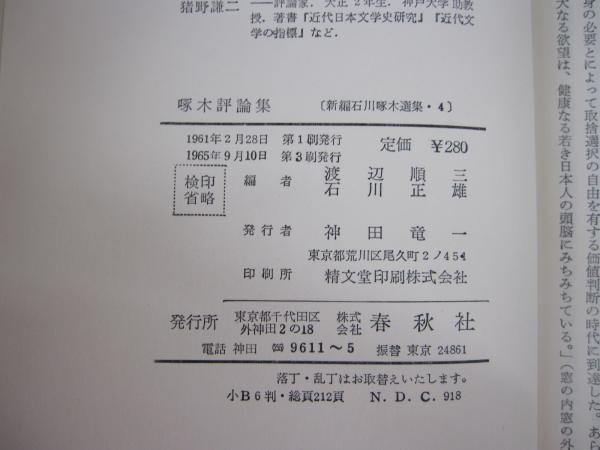 猪野謙二 ——評論家．大正２年生．神戸大学助教
授．著書『近代日本文学史研究』『近代文
学の指標』など．
啄木評論集 〔新編石川啄木選集・４〕
1961年２月28日 第１刷発行
1965年９月10日 第３刷発行
定価 ¥280
検印
省略
編者 渡辺順三
石川正雄
発行者 神田竜一
東京都荒川区尾久町２ノ454
印刷所 精文堂印刷株式会社
発行所 東京都千代田区
外神田２の18
株式
会社 春秋社
電話 神田 ㈹ 9611～5 振替 東京 24861
落丁・乱丁はお取替えいたします。
小Ｂ６判・総頁212頁 N. D. C. 918
身の必要とによって取捨選択の自由を有する価値判断の時代に到達した。あら
大なる欲望は、健康なる若き日本人の頭脳にみちみちている。」（窓の内窓の外